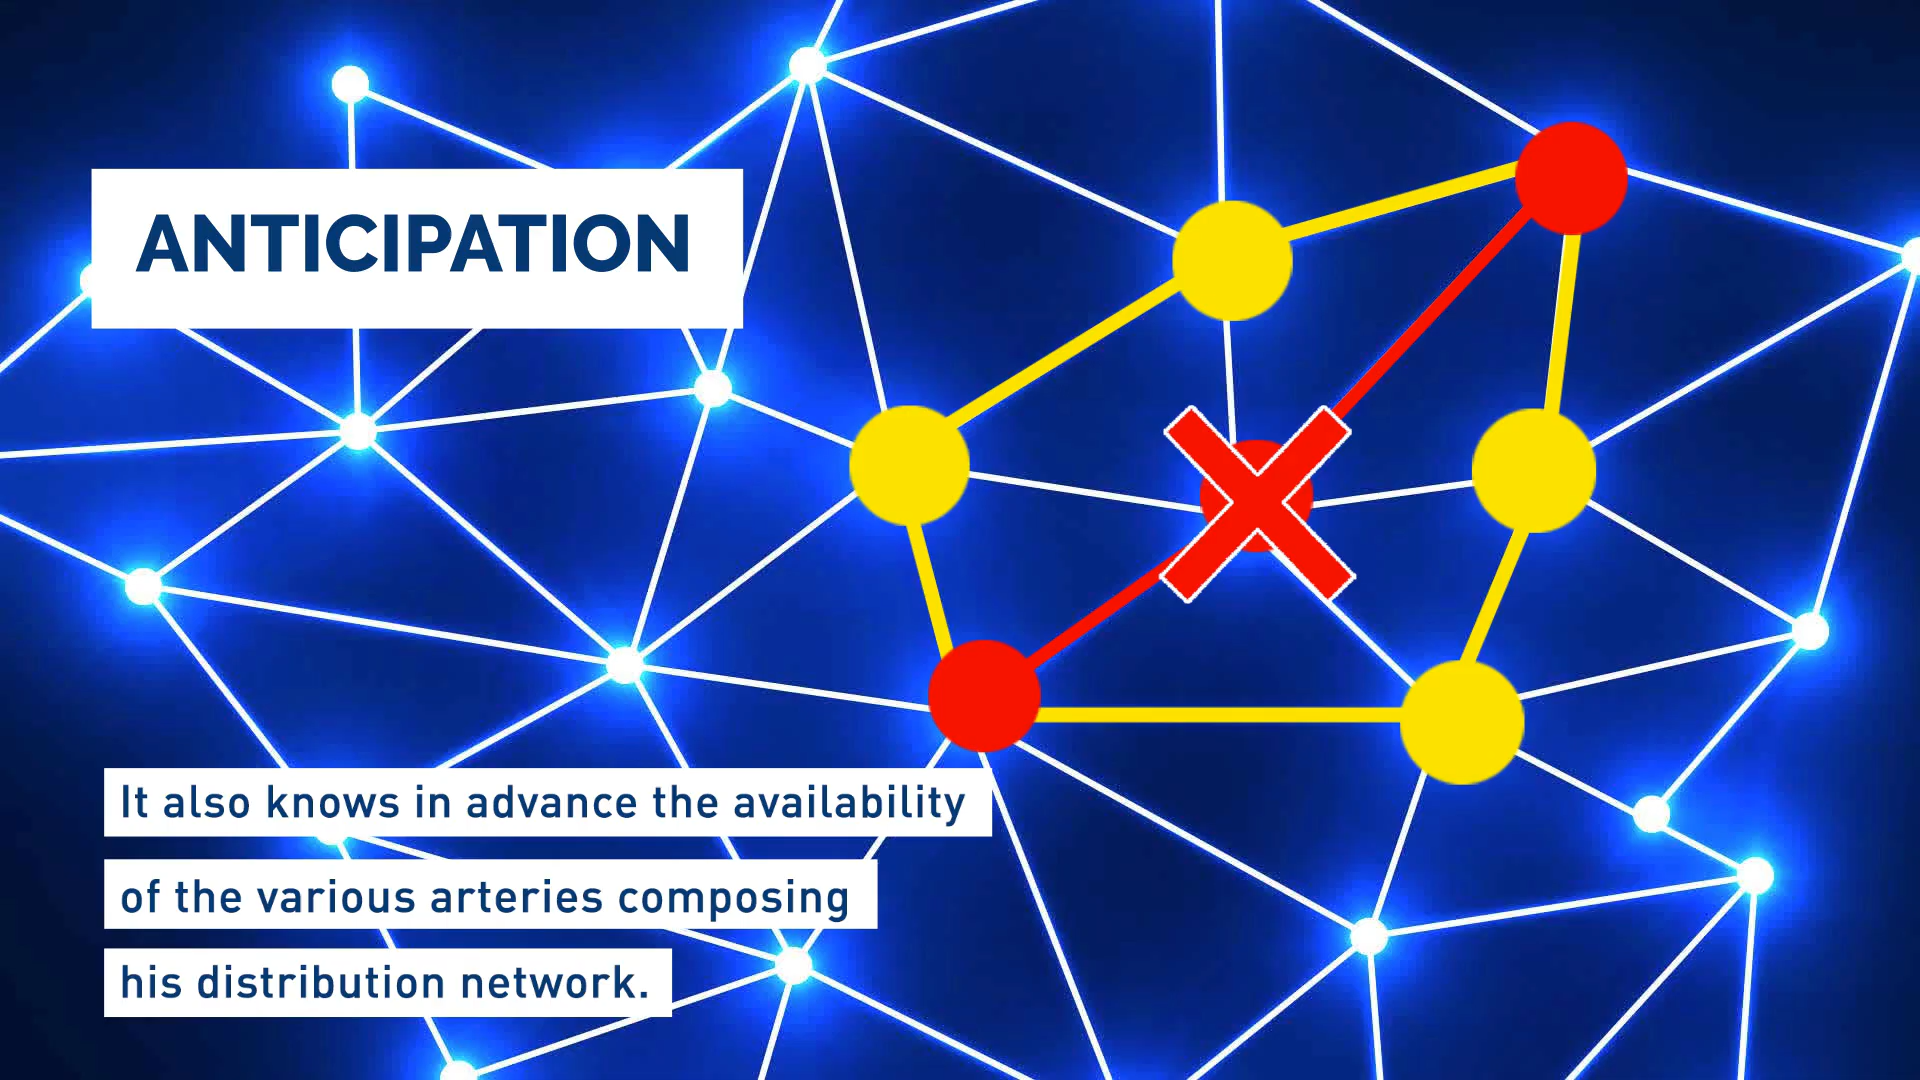 ANTICIPATION
It also knows in advance the availability
of the various arteries composing
his distribution network.